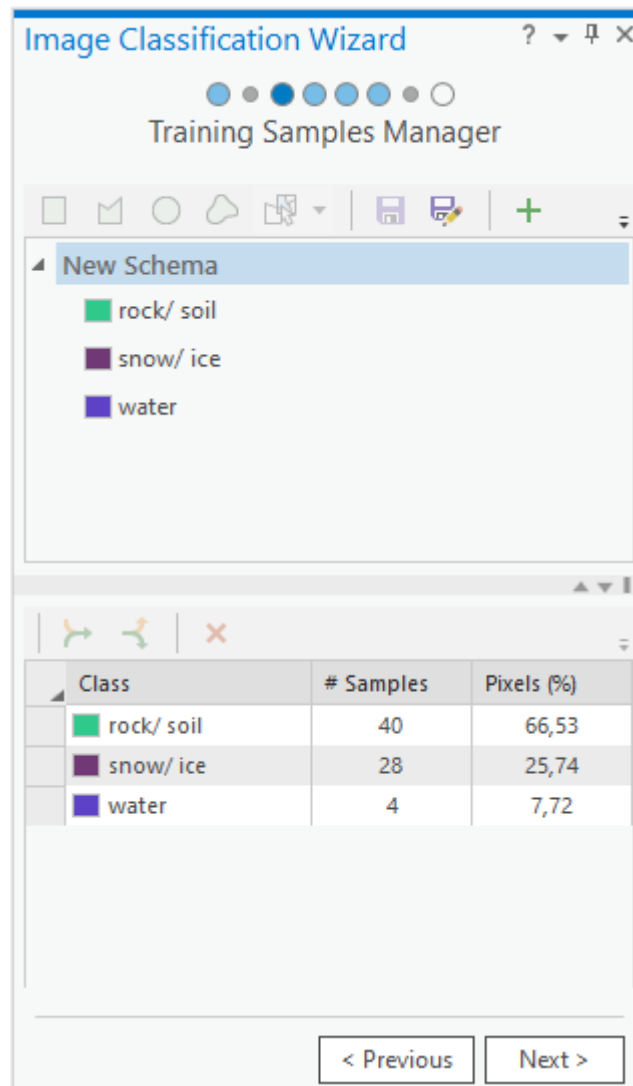 Image Classification Wizard
Training Samples Manager
New Schema
rock/ soil
snow/ ice
water
Class # Samples Pixels (%)
rock/ soil 40 66,53
snow/ ice 28 25,74
water 4 7,72
< Previous Next >